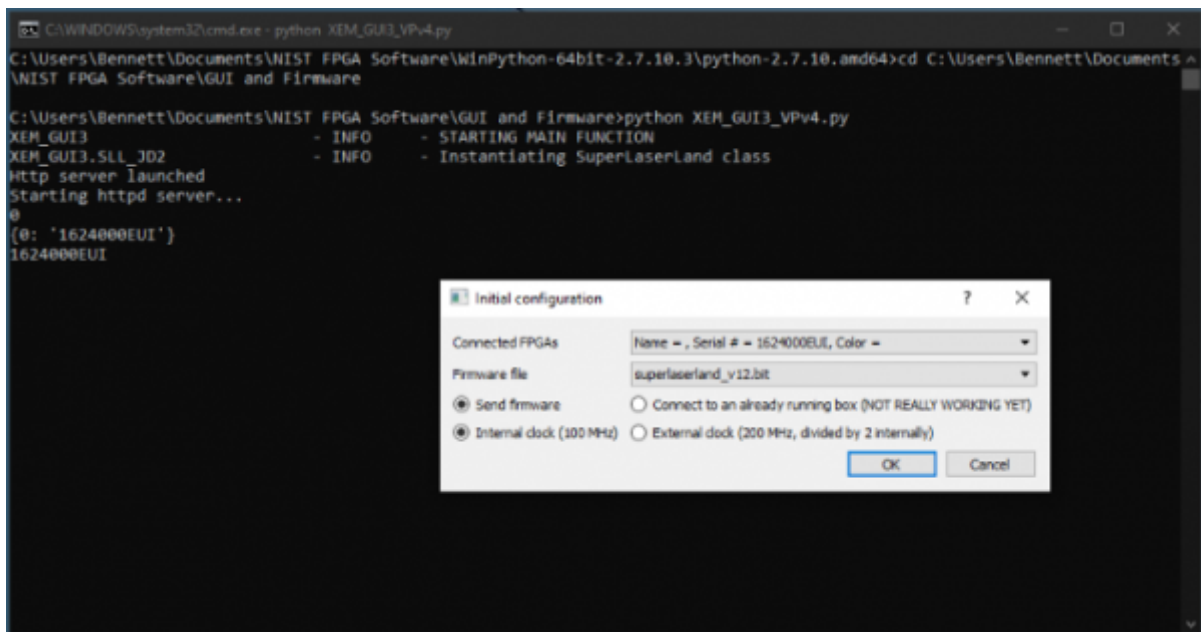 C:\WINDOWS\system32\cmd.exe - python XEM_GUI3_VPv4.py
C:\Users\Bennett\Documents\NIST FPGA Software\WinPython-64bit-2.7.10.3\python-2.7.10.amd64>cd C:\Users\Bennett\Documents
\NIST FPGA Software\GUI and Firmware
C:\Users\Bennett\Documents\NIST FPGA Software\GUI and Firmware>python XEM_GUI3_VPv4.py
XEM_GUI3 - INFO - STARTING MAIN FUNCTION
XEM_GUI3.SLL_JD2 - INFO - Instantiating SuperLaserLand class
Http server launched
Starting httpd server...
0
{0: '1624000EUI'}
1624000EUI
Initial configuration ?
Connected FPGAs Name = , Serial # = 1624000EUI, Color =
Firmware file superlaserland_v12.bit
Send firmware Connect to an already running box (NOT REALLY WORKING YET)
Internal clock (100 MHz) External clock (200 MHz, divided by 2 internally)
OK Cancel